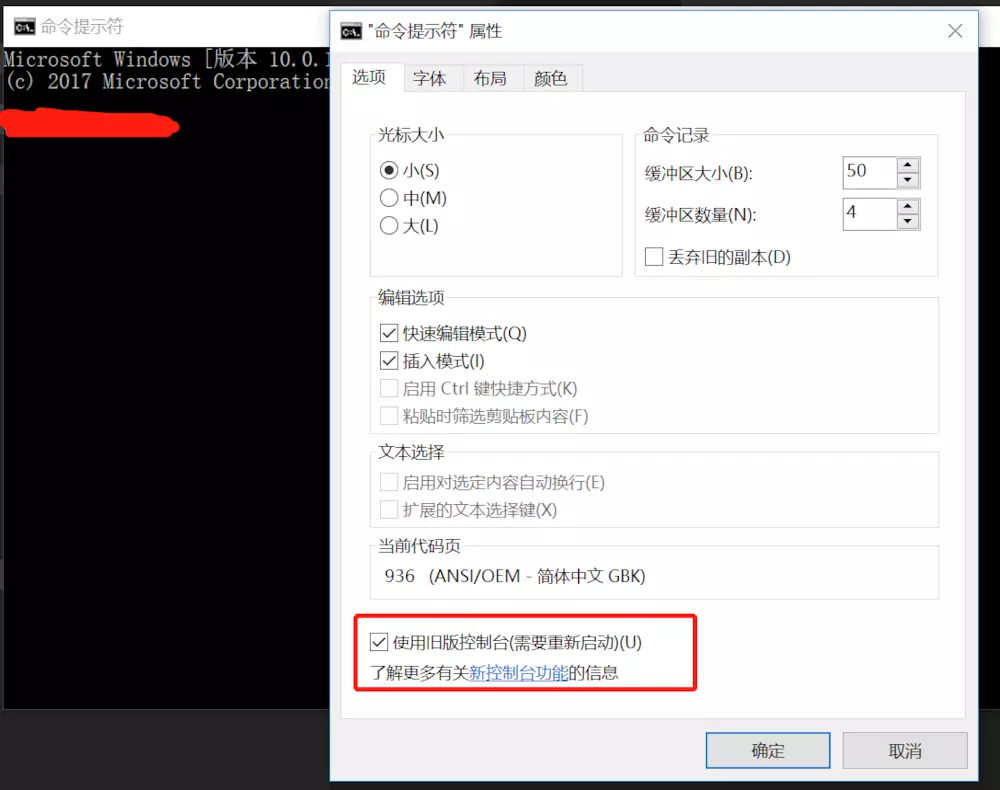 命令提示符
Microsoft Windows [版本 10.0.1
(c) 2017 Microsoft Corporation
"命令提示符" 属性
选项 字体 布局 颜色
光标大小
小(S)
中(M)
大(L)
命令记录
缓冲区大小(B): 50
缓冲区数量(N): 4
丢弃旧的副本(D)
编辑选项
快速编辑模式(Q)
插入模式(I)
启用 Ctrl 键快捷方式(K)
粘贴时筛选剪贴板内容(F)
文本选择
启用对选定内容自动换行(E)
扩展的文本选择键(X)
当前代码页
936 (ANSI/OEM - 简体中文 GBK)
使用旧版控制台(需要重新启动)(U)
了解更多有关新控制台功能的信息
确定 取消